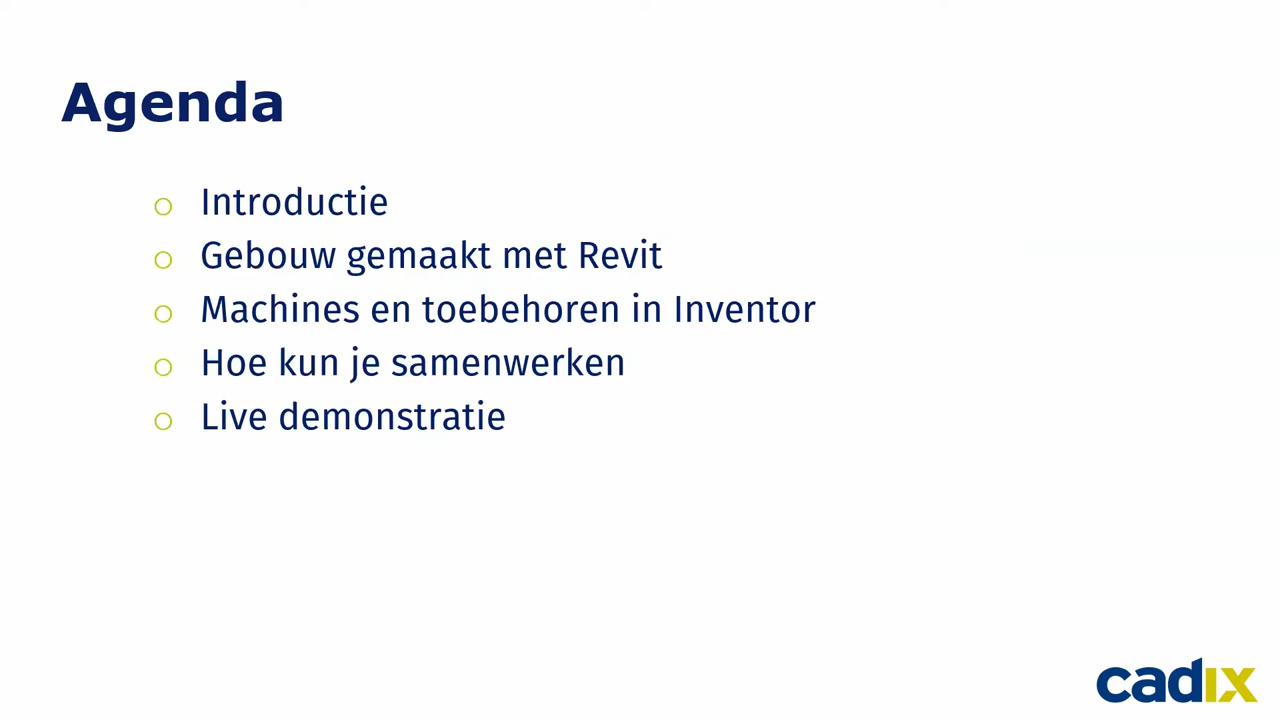 Agenda
Introductie
Gebouw gemaakt met Revit
Machines en toebehoren in Inventor
Hoe kun je samenwerken
Live demonstratie
cadix